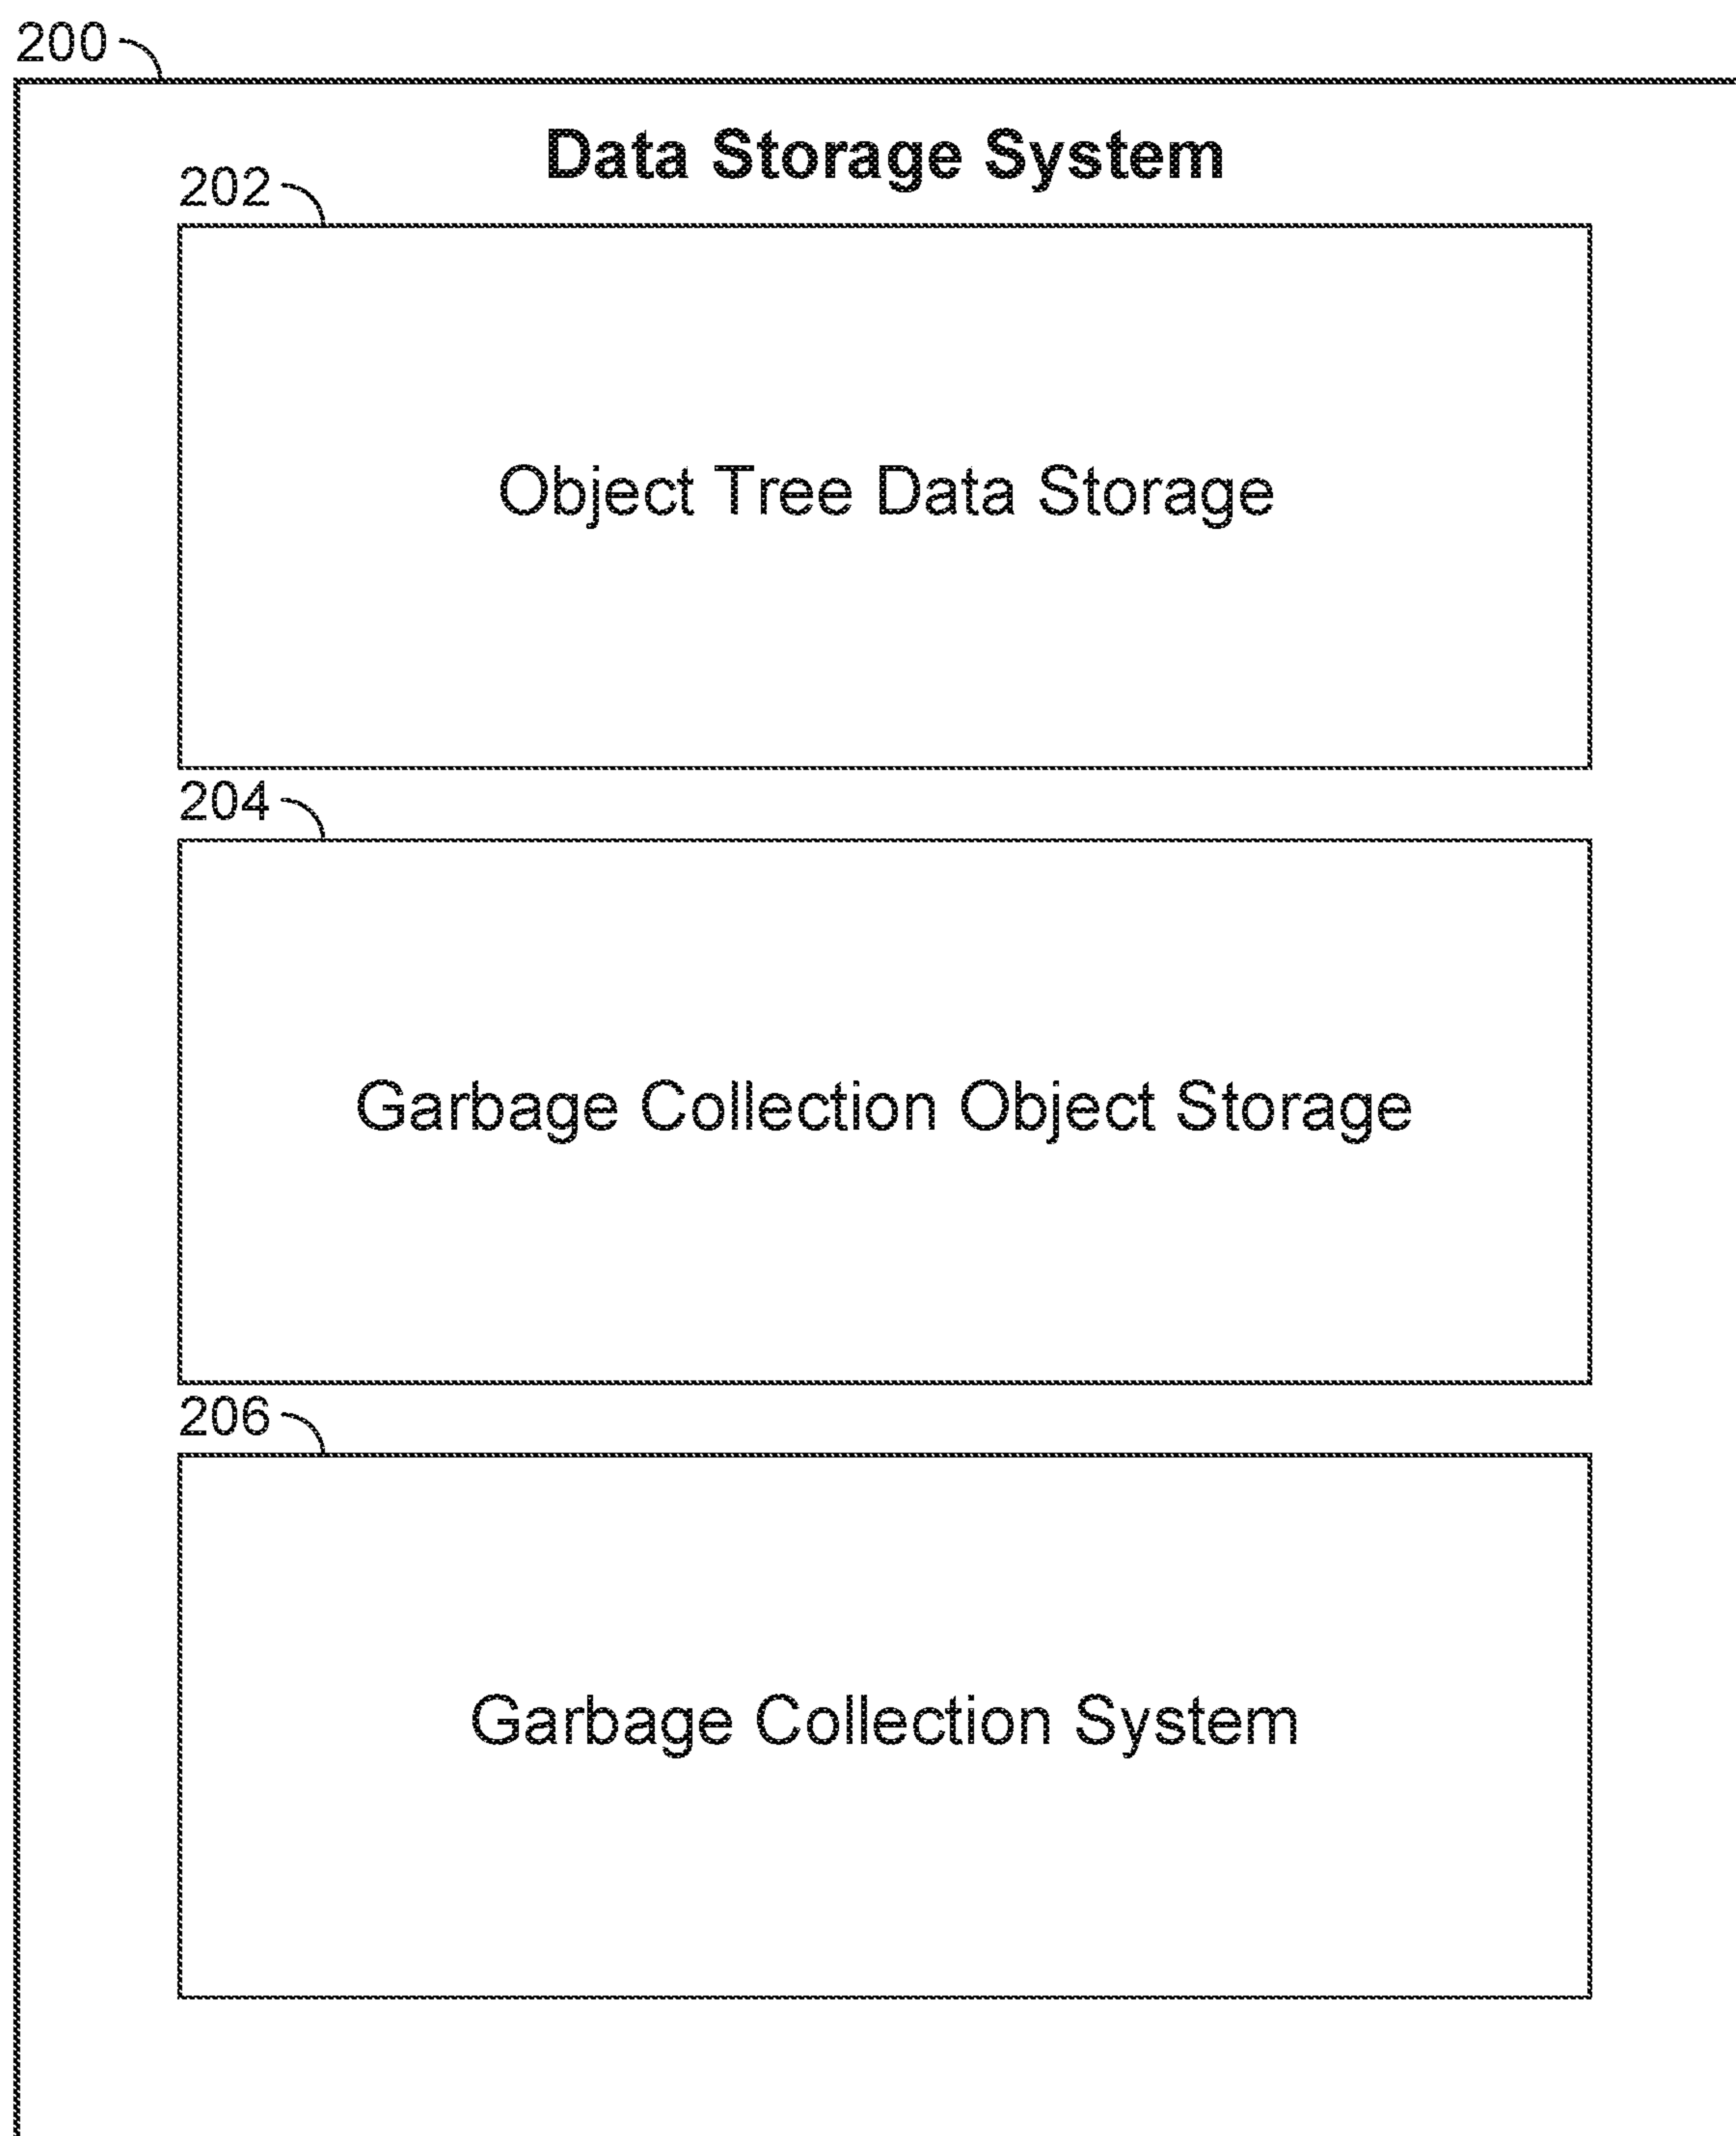 200
Data Storage System
202
Object Tree Data Storage
204
Garbage Collection Object Storage
206
Garbage Collection System